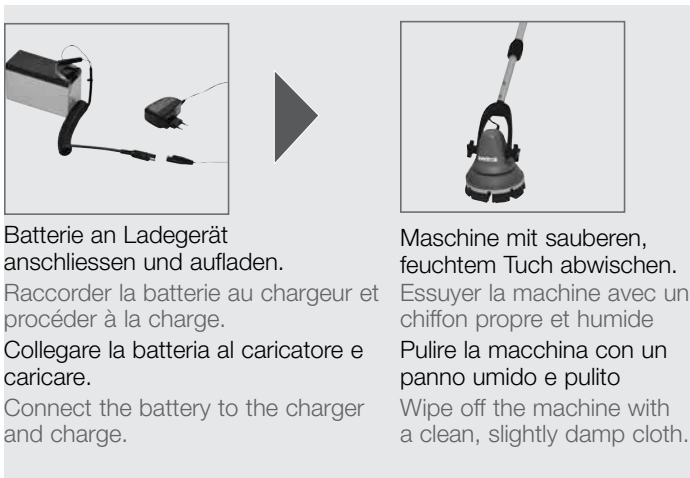 Batterie an Ladegerät
anschliessen und aufladen.
Raccorder la batterie au chargeur et
procéder à la charge.
Collegare la batteria al caricatore e
caricare.
Connect the battery to the charger
and charge.
Maschine mit sauberen,
feuchtem Tuch abwischen.
Essuyer la machine avec un
chiffon propre et humide
Pulire la macchina con un
panno umido e pulito
Wipe off the machine with
a clean, slightly damp cloth.